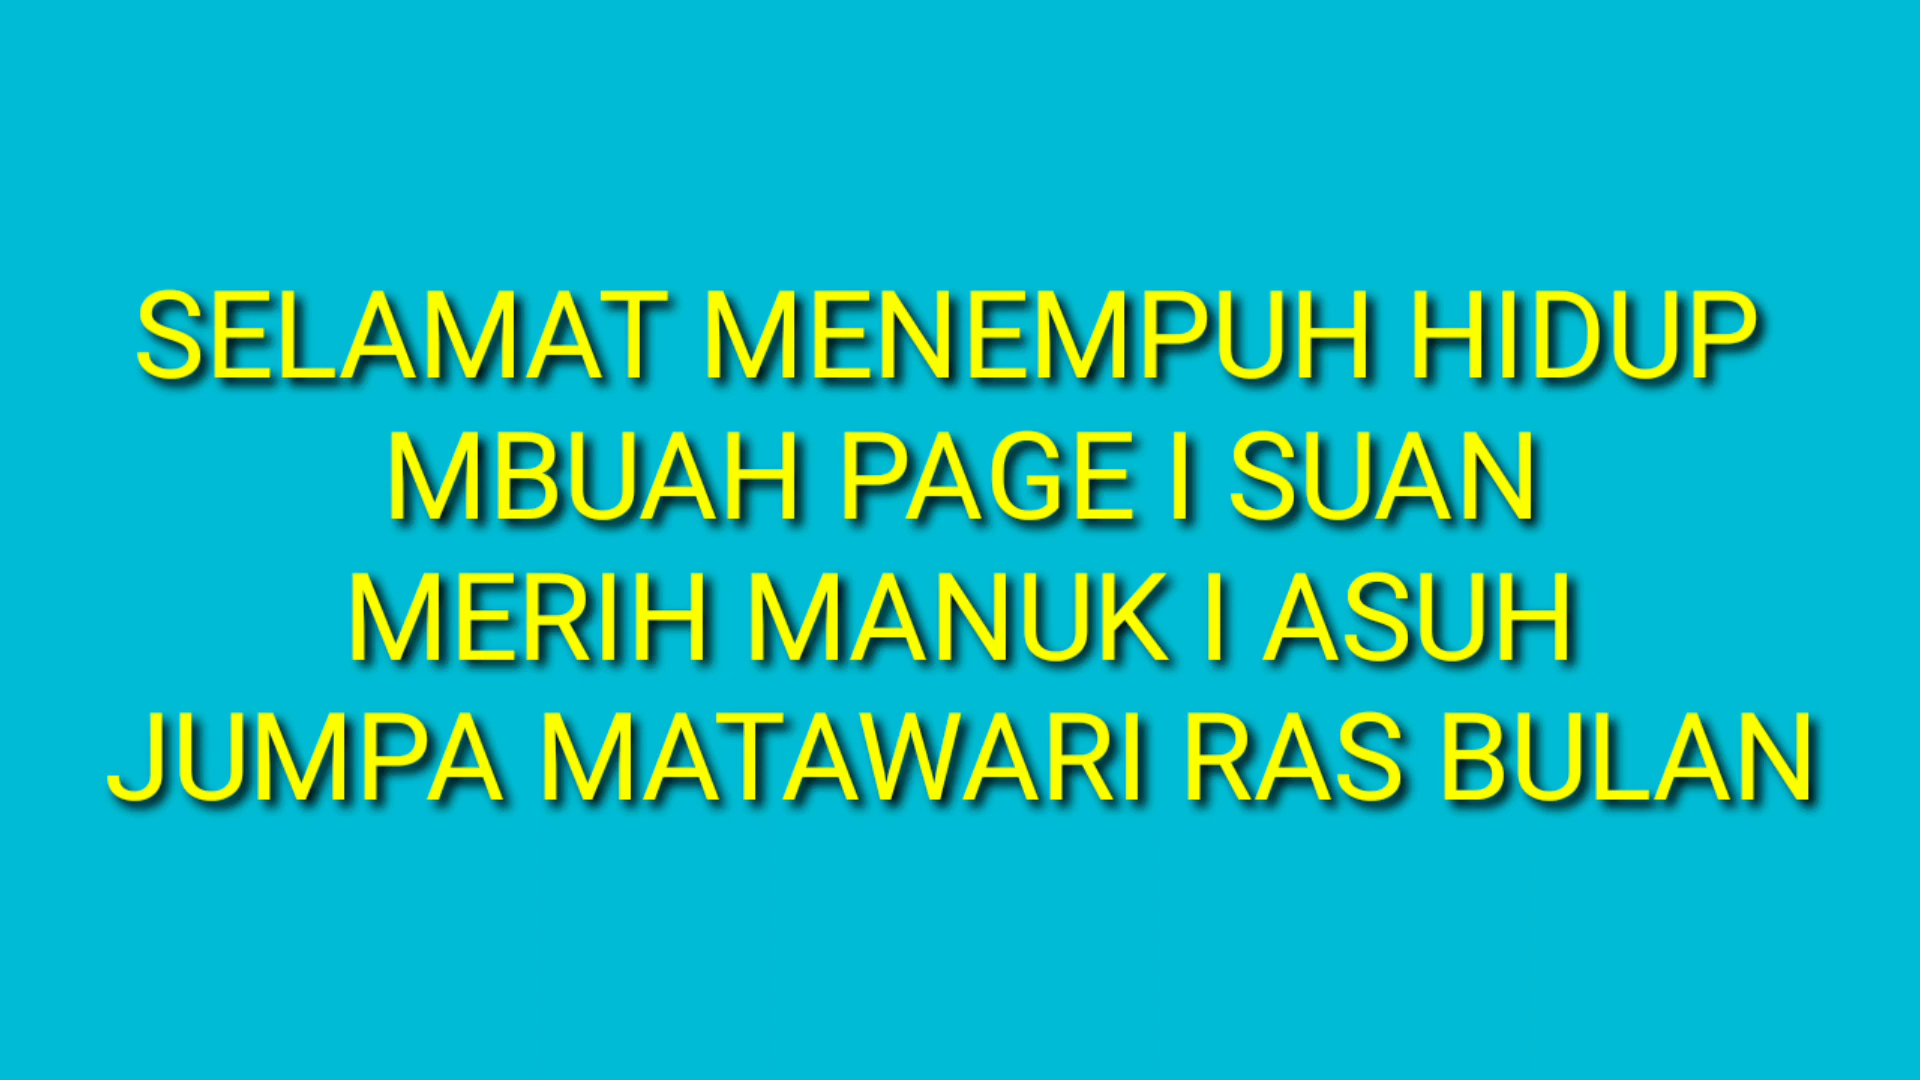 SELAMAT MENEMPUH HIDUP
MBUAH PAGE I SUAN
MERIH MANUK I ASUH
JUMPA MATAWARI RAS BULAN